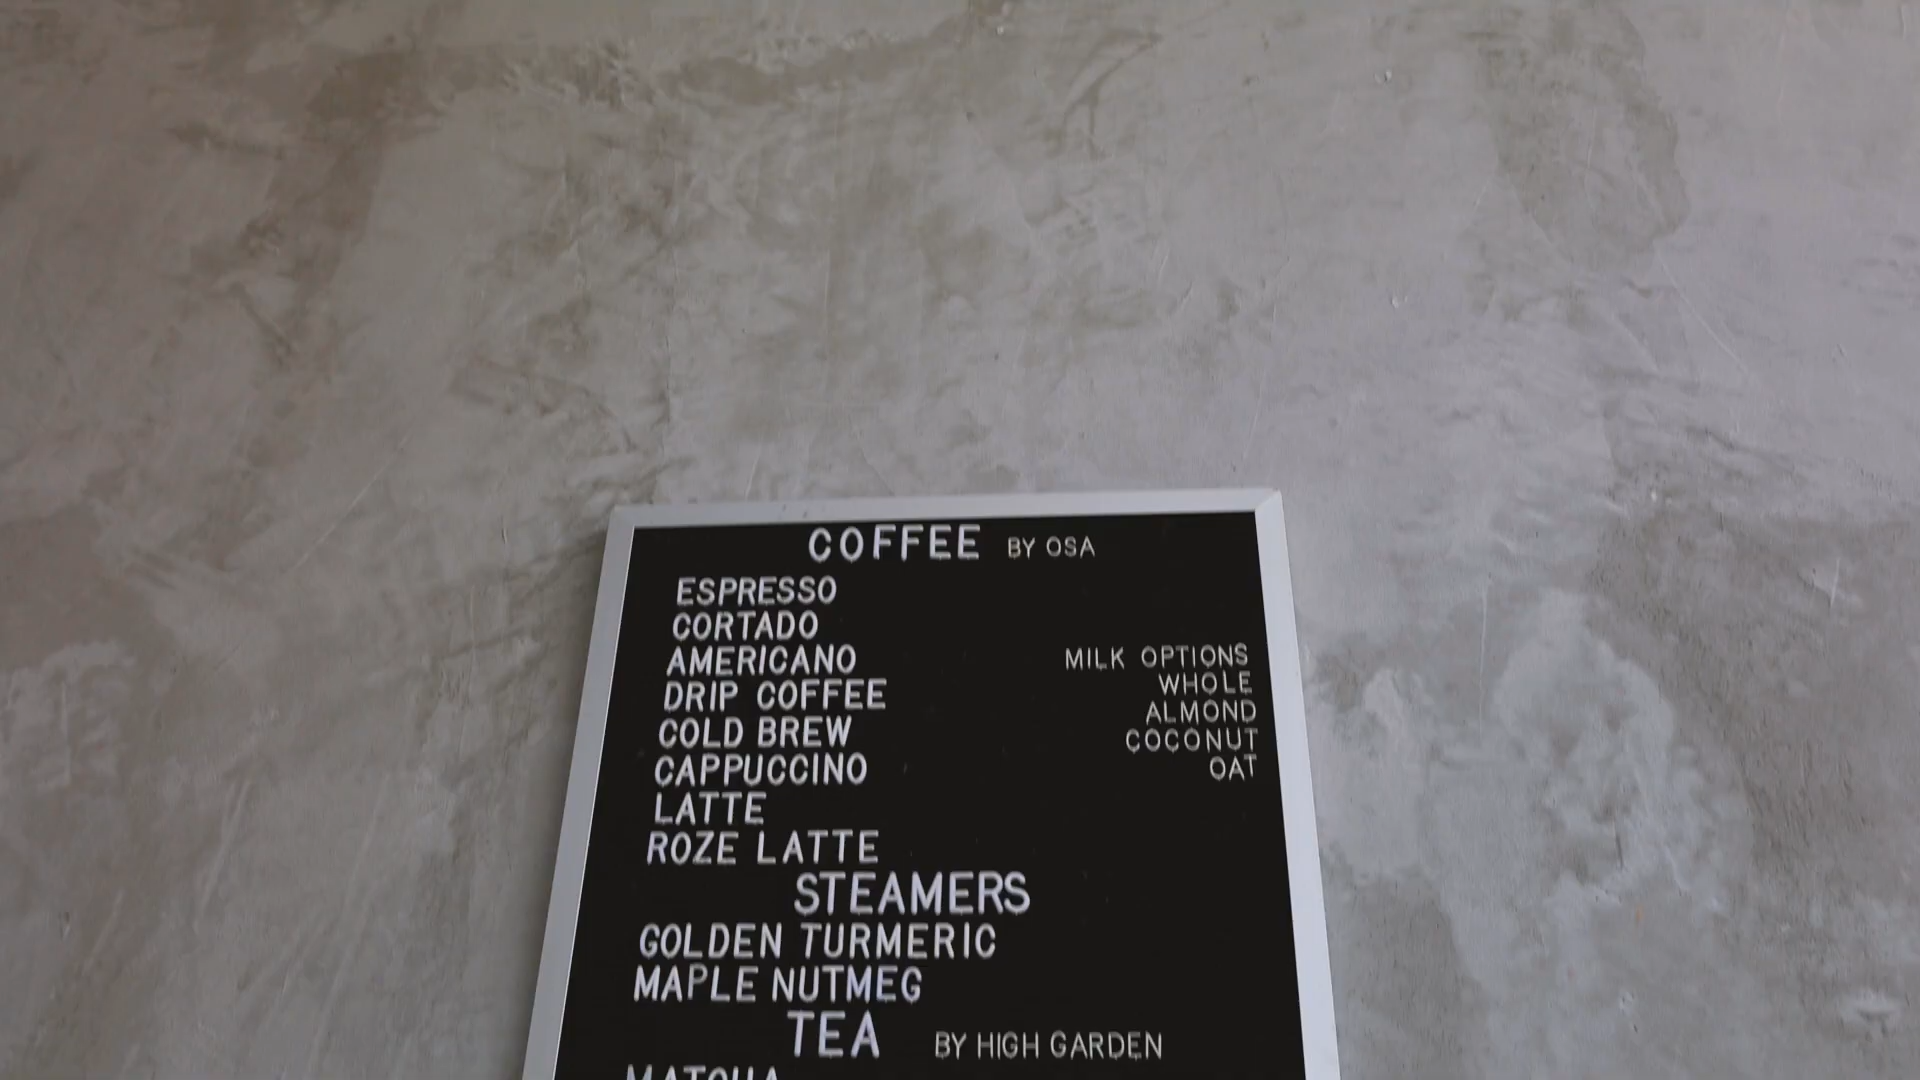 COFFEE BY OSA
ESPRESSO
CORTADO
AMERICANO
DRIP COFFEE
COLD BREW
CAPPUCCINO
LATTE
ROZE LATTE
MILK OPTIONS
WHOLE
ALMOND
COCONUT
OAT
STEAMERS
GOLDEN TURMERIC
MAPLE NUTMEG
TEA BY HIGH GARDEN
MATCHA